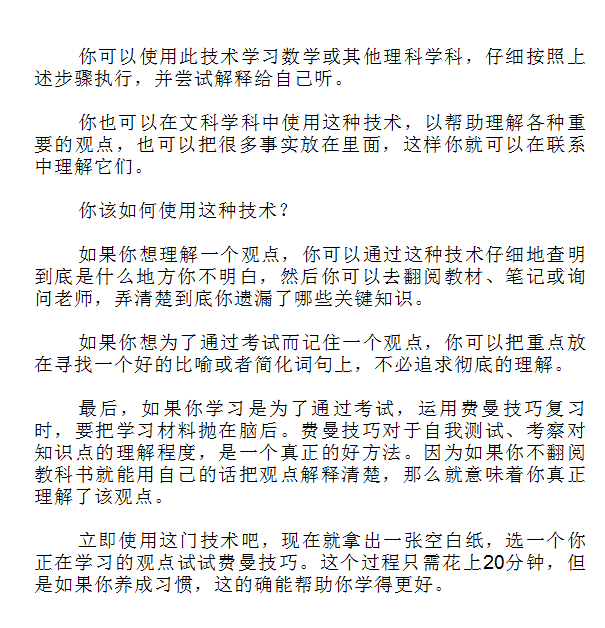 你可以使用此技术学习数学或其他理科学科，仔细按照上
述步骤执行，并尝试解释给自己听。
你也可以在文科学科中使用这种技术，以帮助理解各种重
要的观点，也可以把很多事实放在里面，这样你就可以在联系
中理解它们。
你该如何使用这种技术？
如果你想理解一个观点，你可以通过这种技术仔细地查明
到底是什么地方你不明白，然后你可以去翻阅教材、笔记或询
问老师，弄清楚到底你遗漏了哪些关键知识。
如果你想为了通过考试而记住一个观点，你可以把重点放
在寻找一个好的比喻或者简化词句上，不必追求彻底的理解。
最后，如果你学习是为了通过考试，运用费曼技巧复习
时，要把学习材料抛在脑后。费曼技巧对于自我测试、考察对
知识点的理解程度，是一个真正的好方法。因为如果你不翻阅
教科书就能用自己的话把观点解释清楚，那么就意味着你真正
理解了该观点。
立即使用这门技术吧，现在就拿出一张空白纸，选一个你
正在学习的观点试试费曼技巧。这个过程只需花上20分钟，但
是如果你养成习惯，这的确能帮助你学得更好。